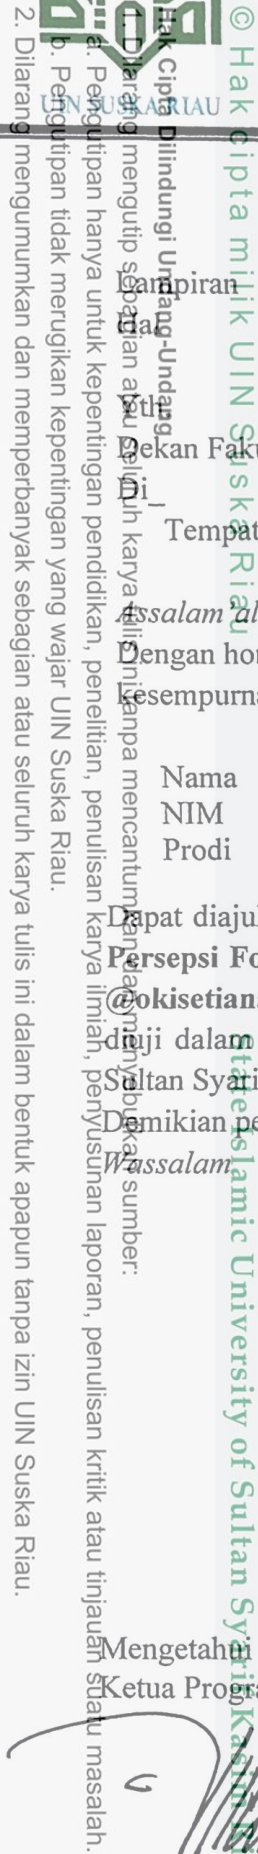 © Hak cipta milik UIN Suska Riau
State Islamic University of Sultan Syarif Kasim
UIN SUSKA RIAU
Hak Cipta Dilindungi Undang-Undang
1. Dilarang mengutip sebagian atau seluruh karya tulis ini tanpa mencantumkan dan menyebutkan sumber:
a. Pengutipan hanya untuk kepentingan pendidikan, penelitian, penulisan karya ilmiah, penyusunan laporan, penulisan kritik atau tinjauan suatu masalah.
b. Pengutipan tidak merugikan kepentingan yang wajar UIN Suska Riau.
2. Dilarang mengumumkan dan memperbanyak sebagian atau seluruh karya tulis ini dalam bentuk apapun tanpa izin UIN Suska Riau.
Lampiran
Hal
Yth.
Dekan Faku
Di_
Tempat
Assalam'al
Dengan hor
kesempurna
Nama
NIM
Prodi
Dapat diajuk
Persepsi Fo
@okisetiana
diuji dalam
Sultan Syari
Demikian pe
Wassalam
Mengetahui
Ketua Progra